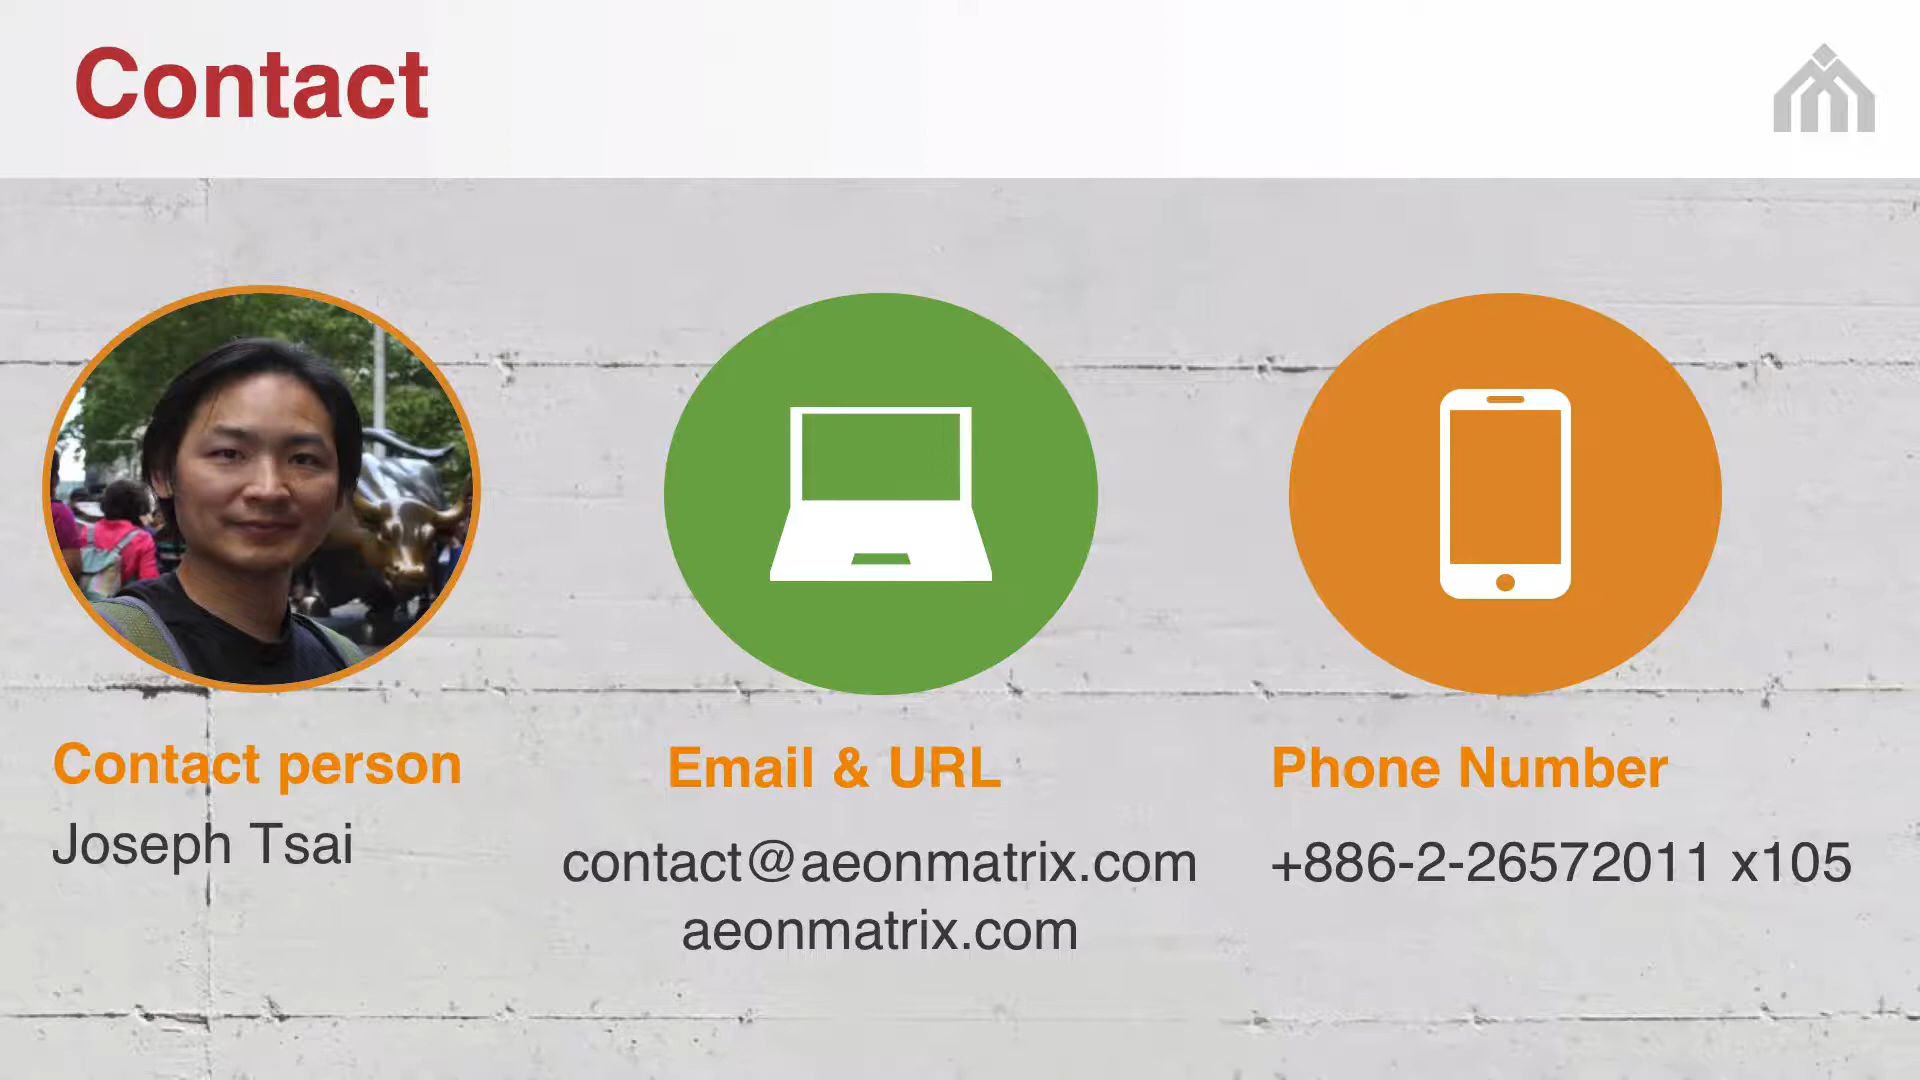 Contact
Contact person
Joseph Tsai
Email & URL
contact@aeonmatrix.com
aeonmatrix.com
Phone Number
+886-2-26572011 x105